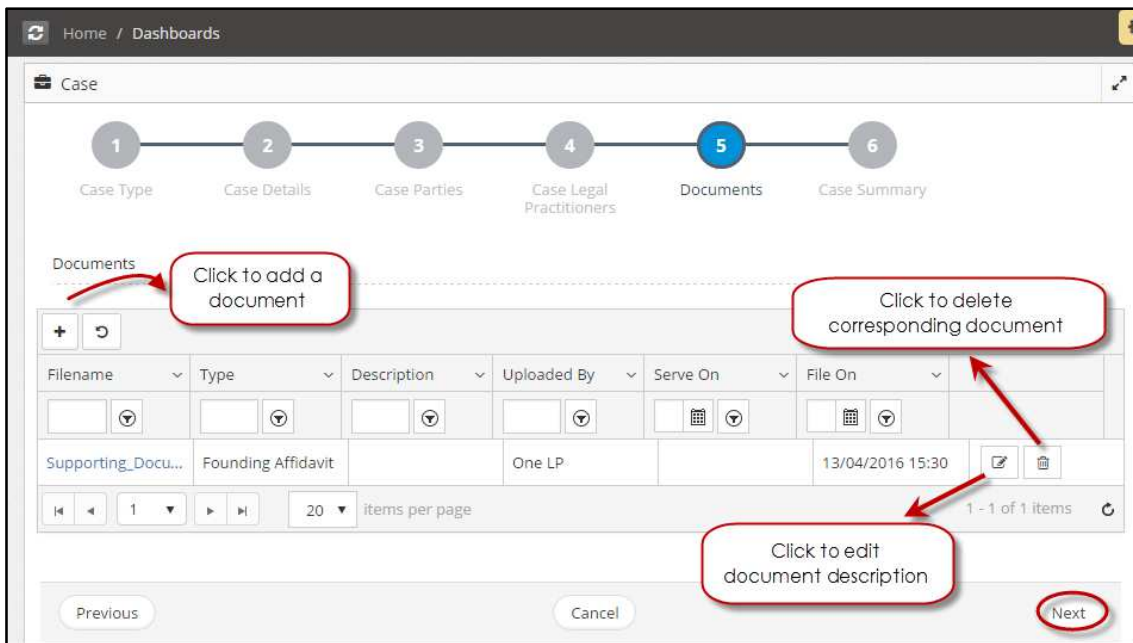 Home / Dashboards
Case
1 2 3 4 5 6
Case Type Case Details Case Parties Case Legal Documents Case Summary
Practitioners
Documents
Click to add a
document
Click to delete
corresponding document
Filename Type Description Uploaded By Serve On File On
Supporting_Docu... Founding Affidavit One LP 13/04/2016 15:30
1 20 items per page 1 - 1 of 1 items
Click to edit
document description
Previous Cancel Next